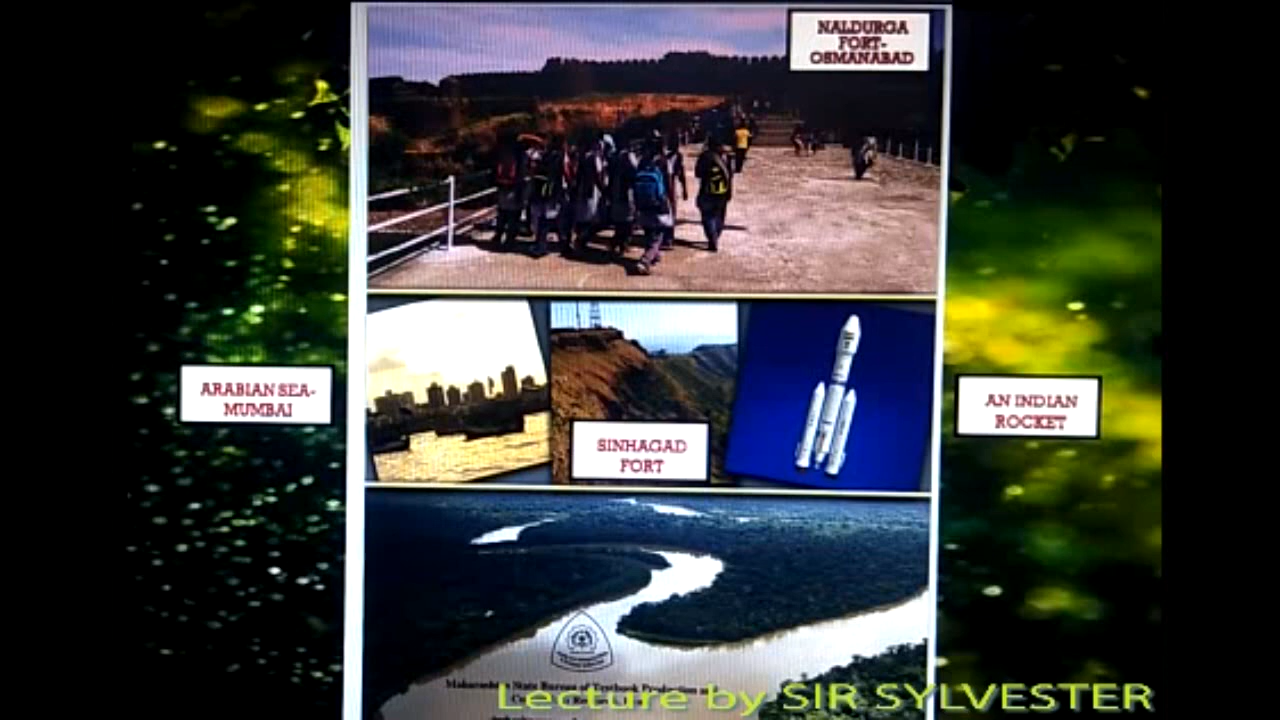 NALDURGA
FORT-
OSMANABAD
ARABIAN SEA-
MUMBAI
SINHAGAD
FORT
AN INDIAN
ROCKET
Maharashtra State Bureau of Textbook Production
Lecture by SIR SYLVESTER